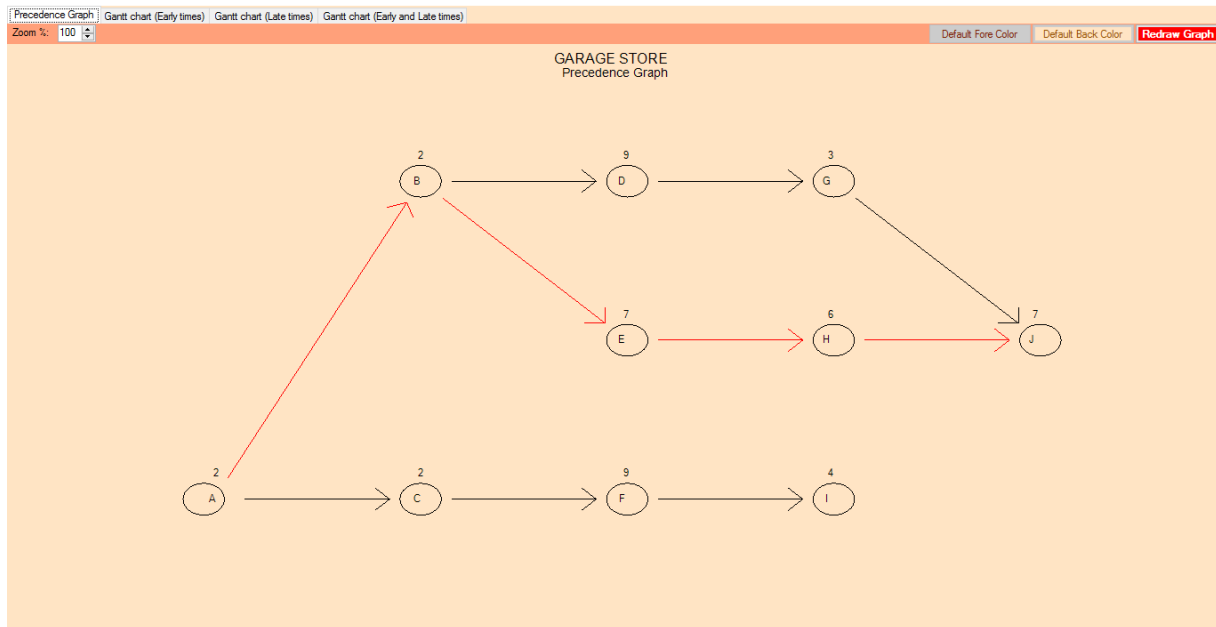 Precedence Graph Gantt chart (Early times) Gantt chart (Late times) Gantt chart (Early and Late times)
Zoom %: 100 Default Fore Color Default Back Color Redraw Graph
GARAGE STORE
Precedence Graph
2 9 3
B D G
7 6 7
E H J
2 2 9 4
A C F I